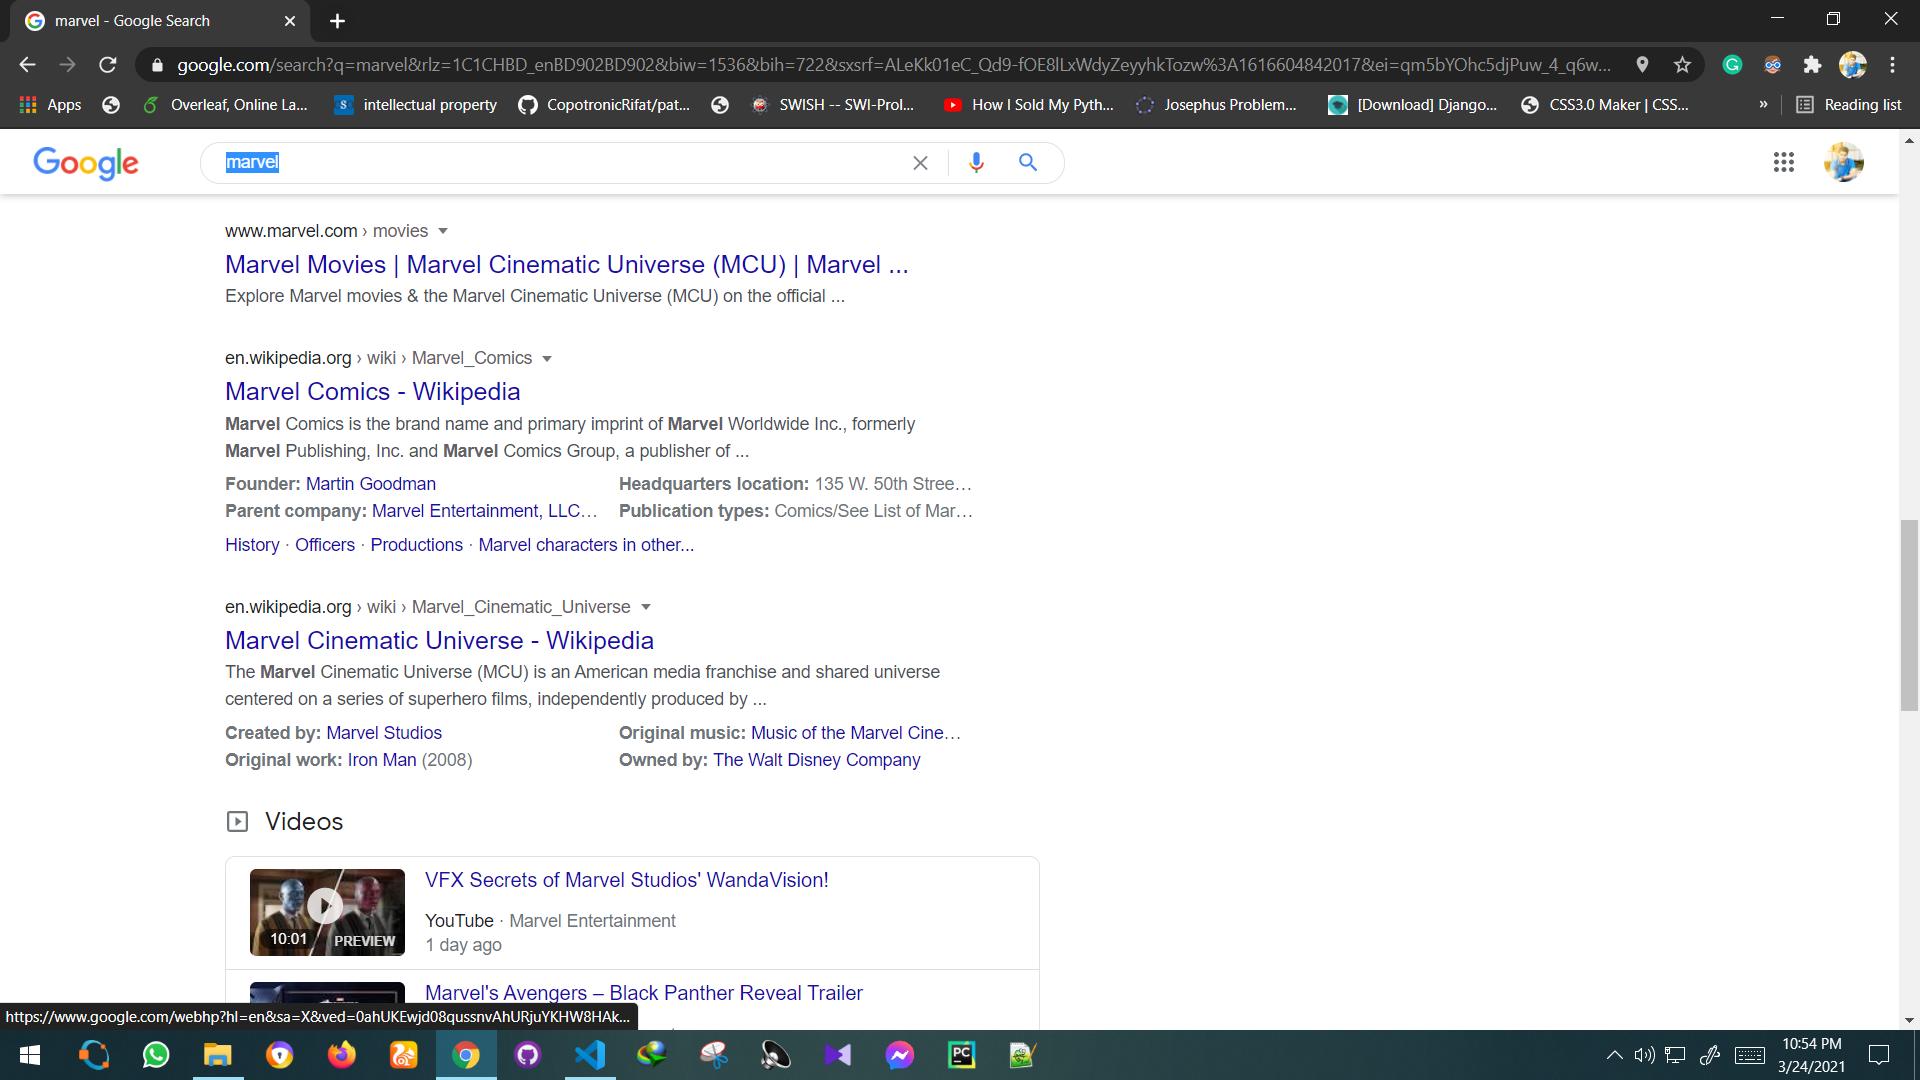 marvel - Google Search
google.com/search?q=marvel&rlz=1C1CHBD_enBD902BD902&biw=1536&bih=722&sxsrf=ALeKk01eC_Qd9-fOE8lLxWdyZeyyhkTozw%3A1616604842017&ei=qm5bYOhc5djPuw_4_q6w...
Apps
Overleaf, Online La...
intellectual property
CopotronicRifat/pat...
SWISH -- SWI-Prol...
How I Sold My Pyth...
Josephus Problem...
[Download] Django...
CSS3.0 Maker | CSS...
»
Reading list
Google
marvel
www.marvel.com › movies
Marvel Movies | Marvel Cinematic Universe (MCU) | Marvel ...
Explore Marvel movies & the Marvel Cinematic Universe (MCU) on the official ...
en.wikipedia.org › wiki › Marvel_Comics
Marvel Comics - Wikipedia
Marvel Comics is the brand name and primary imprint of Marvel Worldwide Inc., formerly
Marvel Publishing, Inc. and Marvel Comics Group, a publisher of ...
Founder: Martin Goodman
Headquarters location: 135 W. 50th Stree...
Parent company: Marvel Entertainment, LLC...
Publication types: Comics/See List of Mar...
History · Officers · Productions · Marvel characters in other...
en.wikipedia.org › wiki › Marvel_Cinematic_Universe
Marvel Cinematic Universe - Wikipedia
The Marvel Cinematic Universe (MCU) is an American media franchise and shared universe
centered on a series of superhero films, independently produced by ...
Created by: Marvel Studios
Original music: Music of the Marvel Cine...
Original work: Iron Man (2008)
Owned by: The Walt Disney Company
Videos
VFX Secrets of Marvel Studios' WandaVision!
10:01
PREVIEW
YouTube · Marvel Entertainment
1 day ago
Marvel's Avengers – Black Panther Reveal Trailer
https://www.google.com/webhp?hl=en&sa=X&ved=0ahUKEwjd08qussnvAhURjuYKHW8HAk...
PC
10:54 PM
3/24/2021